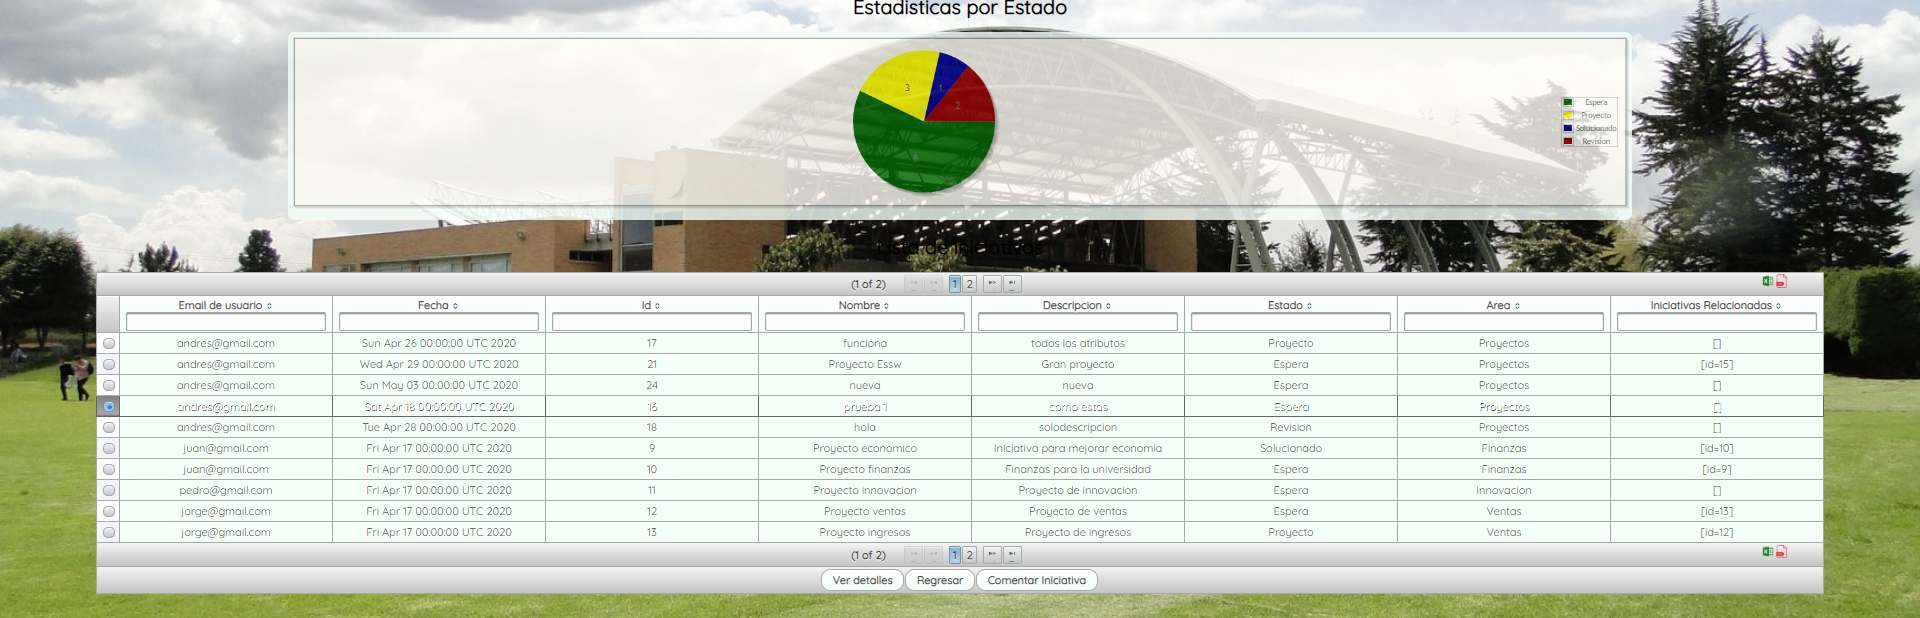 Estadisticas por Estado
3
1
2
8
Espera
Proyecto
Solucionado
Revision
Lista de Iniciativas
(1 of 2) 1 2
Email de usuario Fecha Id Nombre Descripcion Estado Area Iniciativas Relacionadas
andres@gmail.com Sun Apr 26 00:00:00 UTC 2020 17 funciona todos los atributos Proyecto Proyectos []
andres@gmail.com Wed Apr 29 00:00:00 UTC 2020 21 Proyecto Essw Gran proyecto Espera Proyectos [id=15]
andres@gmail.com Sun May 03 00:00:00 UTC 2020 24 nueva nueva Espera Proyectos []
andres@gmail.com Sat Apr 18 00:00:00 UTC 2020 16 prueba 1 como estas Espera Proyectos []
andres@gmail.com Tue Apr 28 00:00:00 UTC 2020 18 hola solodescripcion Revision Proyectos []
juan@gmail.com Fri Apr 17 00:00:00 UTC 2020 9 Proyecto economico Iniciativa para mejorar economia Solucionado Finanzas [id=10]
juan@gmail.com Fri Apr 17 00:00:00 UTC 2020 10 Proyecto finanzas Finanzas para la universidad Espera Finanzas [id=9]
pedro@gmail.com Fri Apr 17 00:00:00 UTC 2020 11 Proyecto innovacion Proyecto de innovacion Espera Innovacion []
jorge@gmail.com Fri Apr 17 00:00:00 UTC 2020 12 Proyecto ventas Proyecto de ventas Espera Ventas [id=13]
jorge@gmail.com Fri Apr 17 00:00:00 UTC 2020 13 Proyecto ingresos Proyecto de ingresos Proyecto Ventas [id=12]
(1 of 2) 1 2
Ver detalles Regresar Comentar Iniciativa